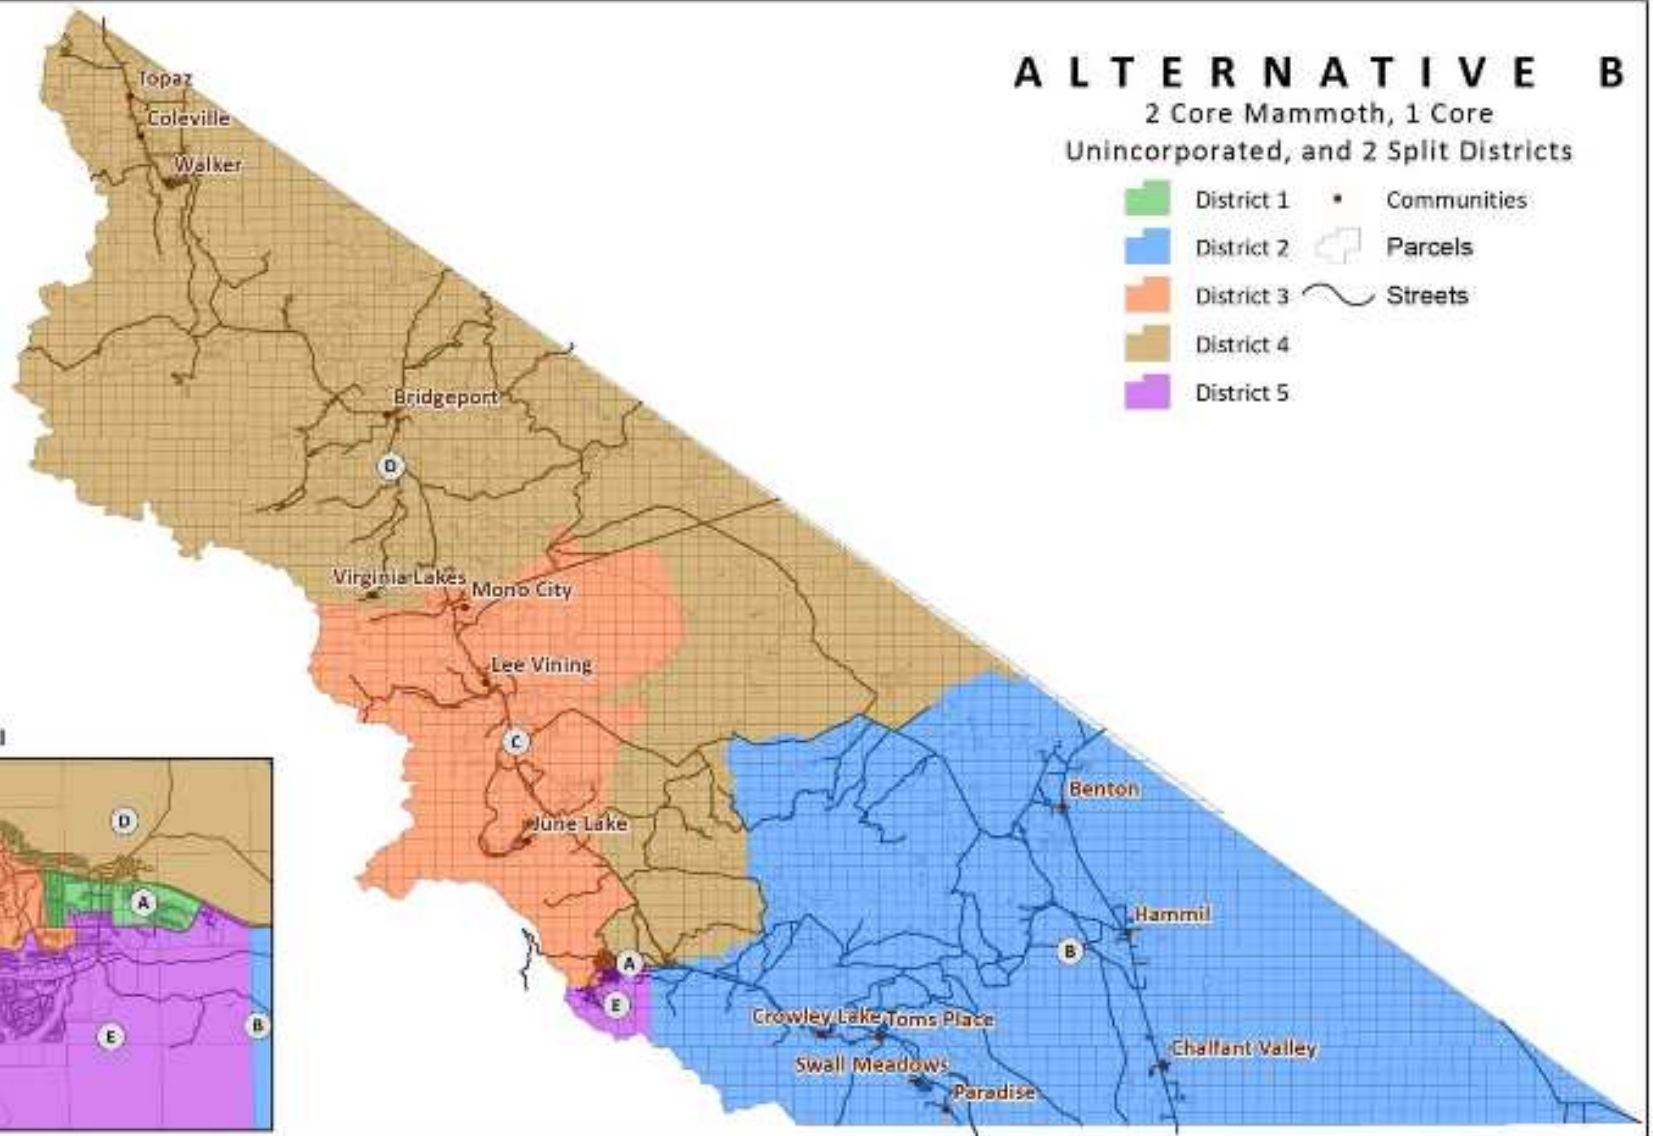 A L T E R N A T I V E B
2 Core Mammoth, 1 Core
Unincorporated, and 2 Split Districts
District 1
Communities
District 2
Parcels
District 3
Streets
District 4
District 5
Topaz
Coleville
Walker
Bridgeport
D
Virginia Lakes
Mono City
Lee Vining
C
June Lake
Benton
Hammil
B
A
E
Crowley Lake
Toms Place
Swall Meadows
Paradise
Chalfant Valley
D
A
B
E